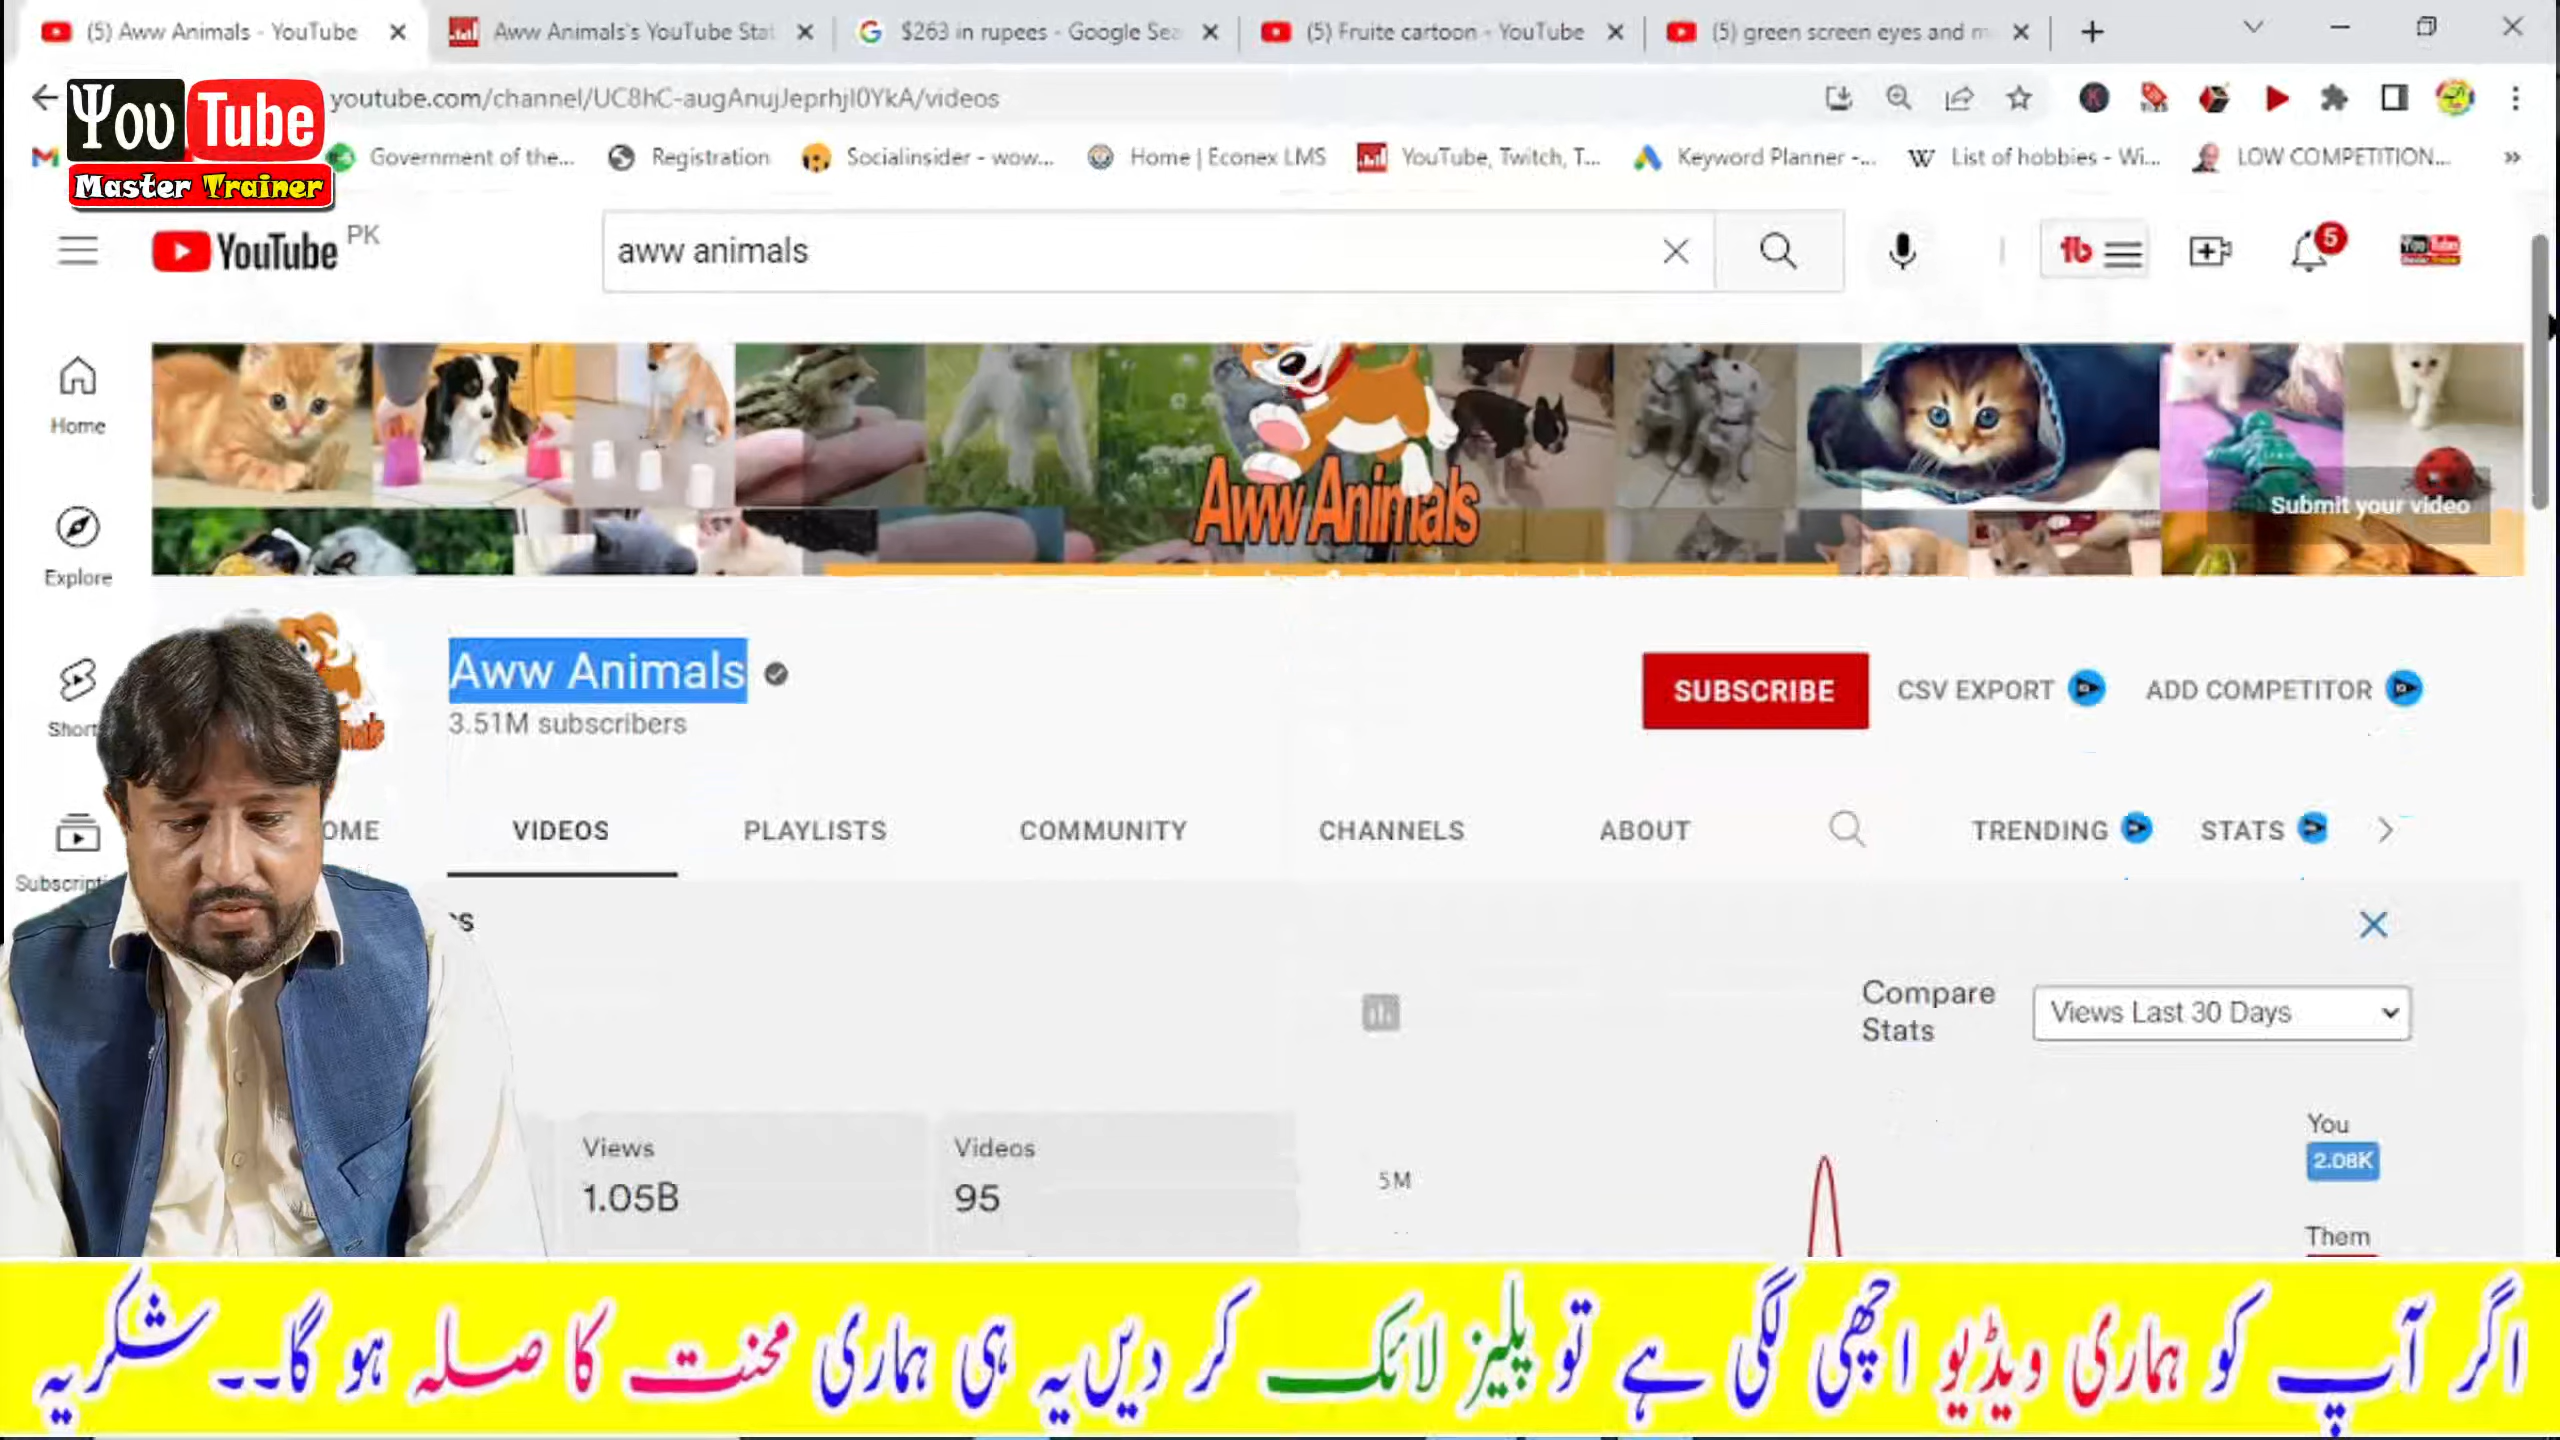 (5) Aww Animals - YouTube
Aww Animals's YouTube Stat
$263 in rupees - Google Sea
(5) Fruite cartoon - YouTube
(5) green screen eyes and m
youtube.com/channel/UC8hC-augAnujJeprhjI0YkA/videos
You Tube
Master Trainer
Government of the...
Registration
Socialinsider - wow...
Home | Econex LMS
YouTube, Twitch, T...
Keyword Planner -...
List of hobbies - Wi...
LOW COMPETITION...
YouTube PK
aww animals
5
Home
Explore
Short
Subscripti
Aww Animals
Submit your video
Aww Animals
3.51M subscribers
SUBSCRIBE
CSV EXPORT
ADD COMPETITOR
OME
VIDEOS
PLAYLISTS
COMMUNITY
CHANNELS
ABOUT
TRENDING
STATS
Compare
Stats
Views Last 30 Days
Views
1.05B
Videos
95
5M
You
2.08K
Them
اگر آپ کو ہماری ویڈیو اچھی لگی ہے تو پلیز لائک کر دیں یہ ہی ہماری محنت کا صلہ ہو گا۔۔ شکریہ